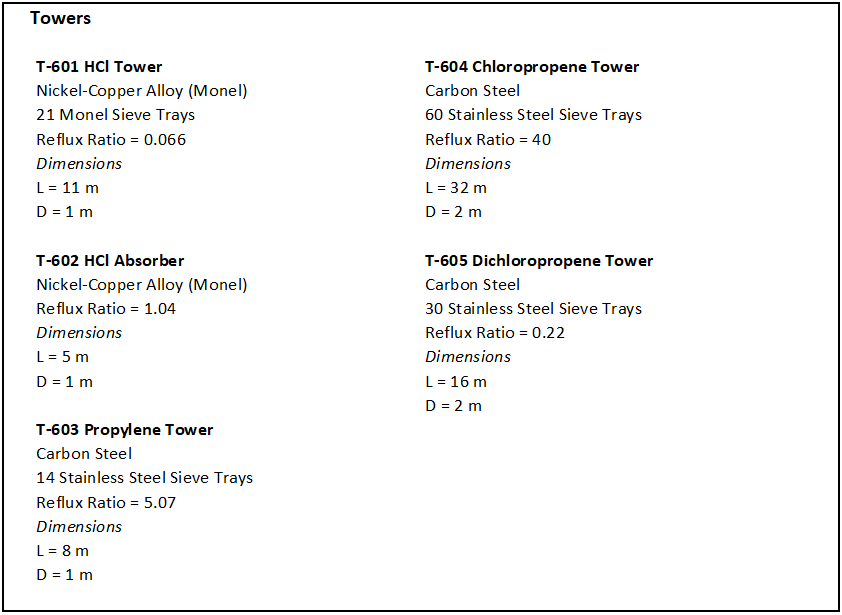 Towers
T-601 HCl Tower
Nickel-Copper Alloy (Monel)
21 Monel Sieve Trays
Reflux Ratio = 0.066
Dimensions
L = 11 m
D = 1 m
T-602 HCl Absorber
Nickel-Copper Alloy (Monel)
Reflux Ratio = 1.04
Dimensions
L = 5 m
D = 1 m
T-603 Propylene Tower
Carbon Steel
14 Stainless Steel Sieve Trays
Reflux Ratio = 5.07
Dimensions
L = 8 m
D = 1 m
T-604 Chloropropene Tower
Carbon Steel
60 Stainless Steel Sieve Trays
Reflux Ratio = 40
Dimensions
L = 32 m
D = 2 m
T-605 Dichloropropene Tower
Carbon Steel
30 Stainless Steel Sieve Trays
Reflux Ratio = 0.22
Dimensions
L = 16 m
D = 2 m